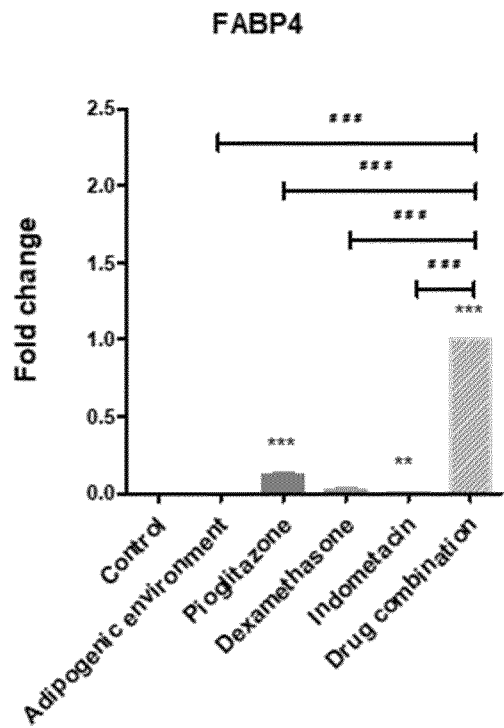 FABP4
Fold change
2.5
2.0
1.5
1.0
0.5
0.0
###
###
###
###
***
***
**
Control
Adipogenic environment
Pioglitazone
Dexamethasone
Indometacin
Drug combination